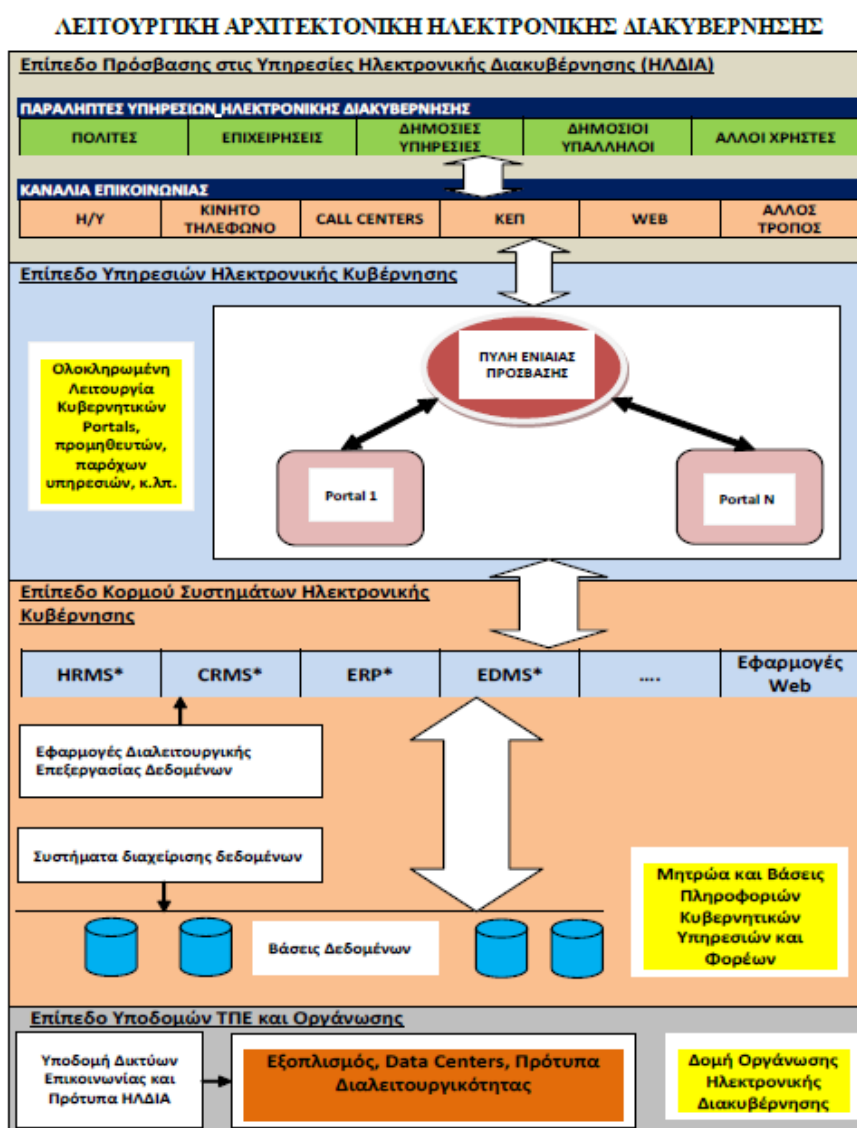 ΛΕΙΤΟΥΡΓΙΚΗ ΑΡΧΙΤΕΚΤΟΝΙΚΗ ΗΛΕΚΤΡΟΝΙΚΗΣ ΔΙΑΚΥΒΕΡΝΗΣΗΣ
Επίπεδο Πρόσβασης στις Υπηρεσίες Ηλεκτρονικής Διακυβέρνησης (ΗΛΔΙΑ)
ΠΑΡΑΛΗΠΤΕΣ ΥΠΗΡΕΣΙΩΝ ΗΛΕΚΤΡΟΝΙΚΗΣ ΔΙΑΚΥΒΕΡΝΗΣΗΣ
ΠΟΛΙΤΕΣ
ΕΠΙΧΕΙΡΗΣΕΙΣ
ΔΗΜΟΣΙΕΣ
ΥΠΗΡΕΣΙΕΣ
ΔΗΜΟΣΙΟΙ
ΥΠΑΛΛΗΛΟΙ
ΑΛΛΟΙ ΧΡΗΣΤΕΣ
ΚΑΝΑΛΙΑ ΕΠΙΚΟΙΝΩΝΙΑΣ
Η/Υ
ΚΙΝΗΤΟ
ΤΗΛΕΦΩΝΟ
CALL CENTERS
ΚΕΠ
WEB
ΑΛΛΟΣ
ΤΡΟΠΟΣ
Επίπεδο Υπηρεσιών Ηλεκτρονικής Κυβέρνησης
Ολοκληρωμένη
Λειτουργία
Κυβερνητικών
Portals,
προμηθευτών,
παρόχων
υπηρεσιών, κ.λπ.
ΠΥΛΗ ΕΝΙΑΙΑΣ
ΠΡΟΣΒΑΣΗΣ
Portal 1
Portal N
Επίπεδο Κορμού Συστημάτων Ηλεκτρονικής
Κυβέρνησης
HRMS*
CRMS*
ERP*
EDMS*
....
Εφαρμογές
Web
Εφαρμογές Διαλειτουργικής
Επεξεργασίας Δεδομένων
Συστήματα διαχείρισης δεδομένων
Μητρώα και Βάσεις
Πληροφοριών
Κυβερνητικών
Υπηρεσιών και
Φορέων
Βάσεις Δεδομένων
Επίπεδο Υποδομών ΤΠΕ και Οργάνωσης
Υποδομή Δικτύων
Επικοινωνίας και
Πρότυπα ΗΛΔΙΑ
Εξοπλισμός, Data Centers, Πρότυπα
Διαλειτουργικότητας
Δομή Οργάνωσης
Ηλεκτρονικής
Διακυβέρνησης